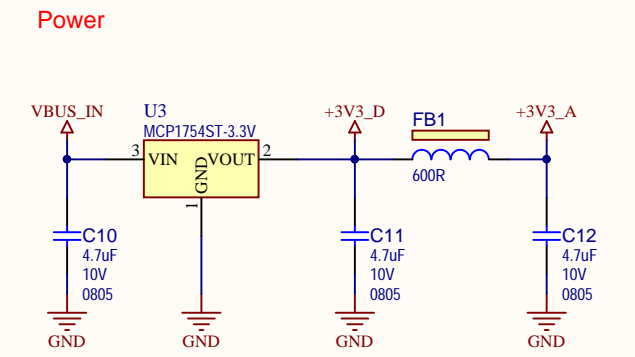 Power
VBUS_IN
U3
+3V3_D
FB1
+3V3_A
MCP1754ST-3.3V
3
VIN
GND
VOUT
2
600R
1
C10
4.7uF
10V
0805
C11
4.7uF
10V
0805
C12
4.7uF
10V
0805
GND
GND
GND
GND